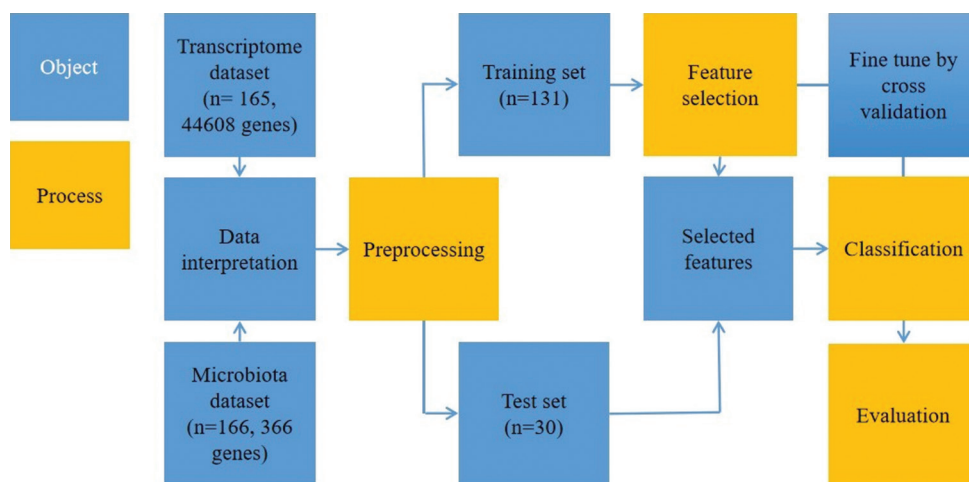 Object
Process
Transcriptome
dataset
(n= 165,
44608 genes)
Data
interpretation
Microbiota
dataset
(n=166, 366
genes)
Preprocessing
Training set
(n=131)
Test set
(n=30)
Feature
selection
Selected
features
Fine tune by
cross
validation
Classification
Evaluation